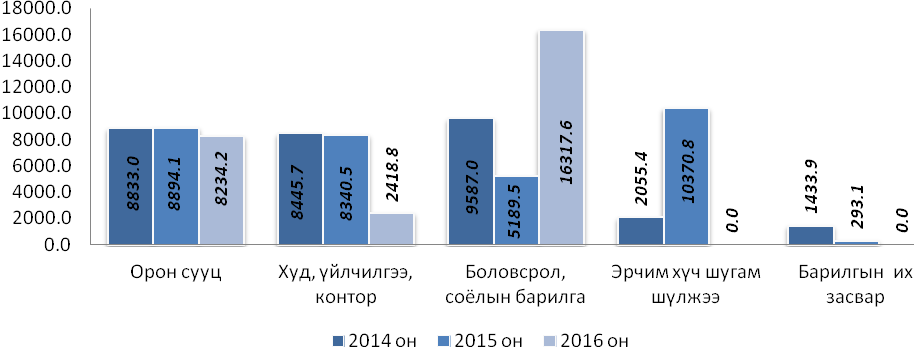 18000.0
16000.0
14000.0
12000.0
10000.0
8000.0
6000.0
4000.0
2000.0
0.0
8833.0 8894.1 8234.2 8445.7 8340.5 2418.8 9587.0 5189.5 16317.6 2055.4 10370.8 0.0 1433.9 293.1 0.0
Орон сууц Худ, үйлчилгээ, Боловсрол, Эрчим хүч шугам Барилгын их
контор соёлын барилга шүлжээ засвар
2014 он 2015 он 2016 он